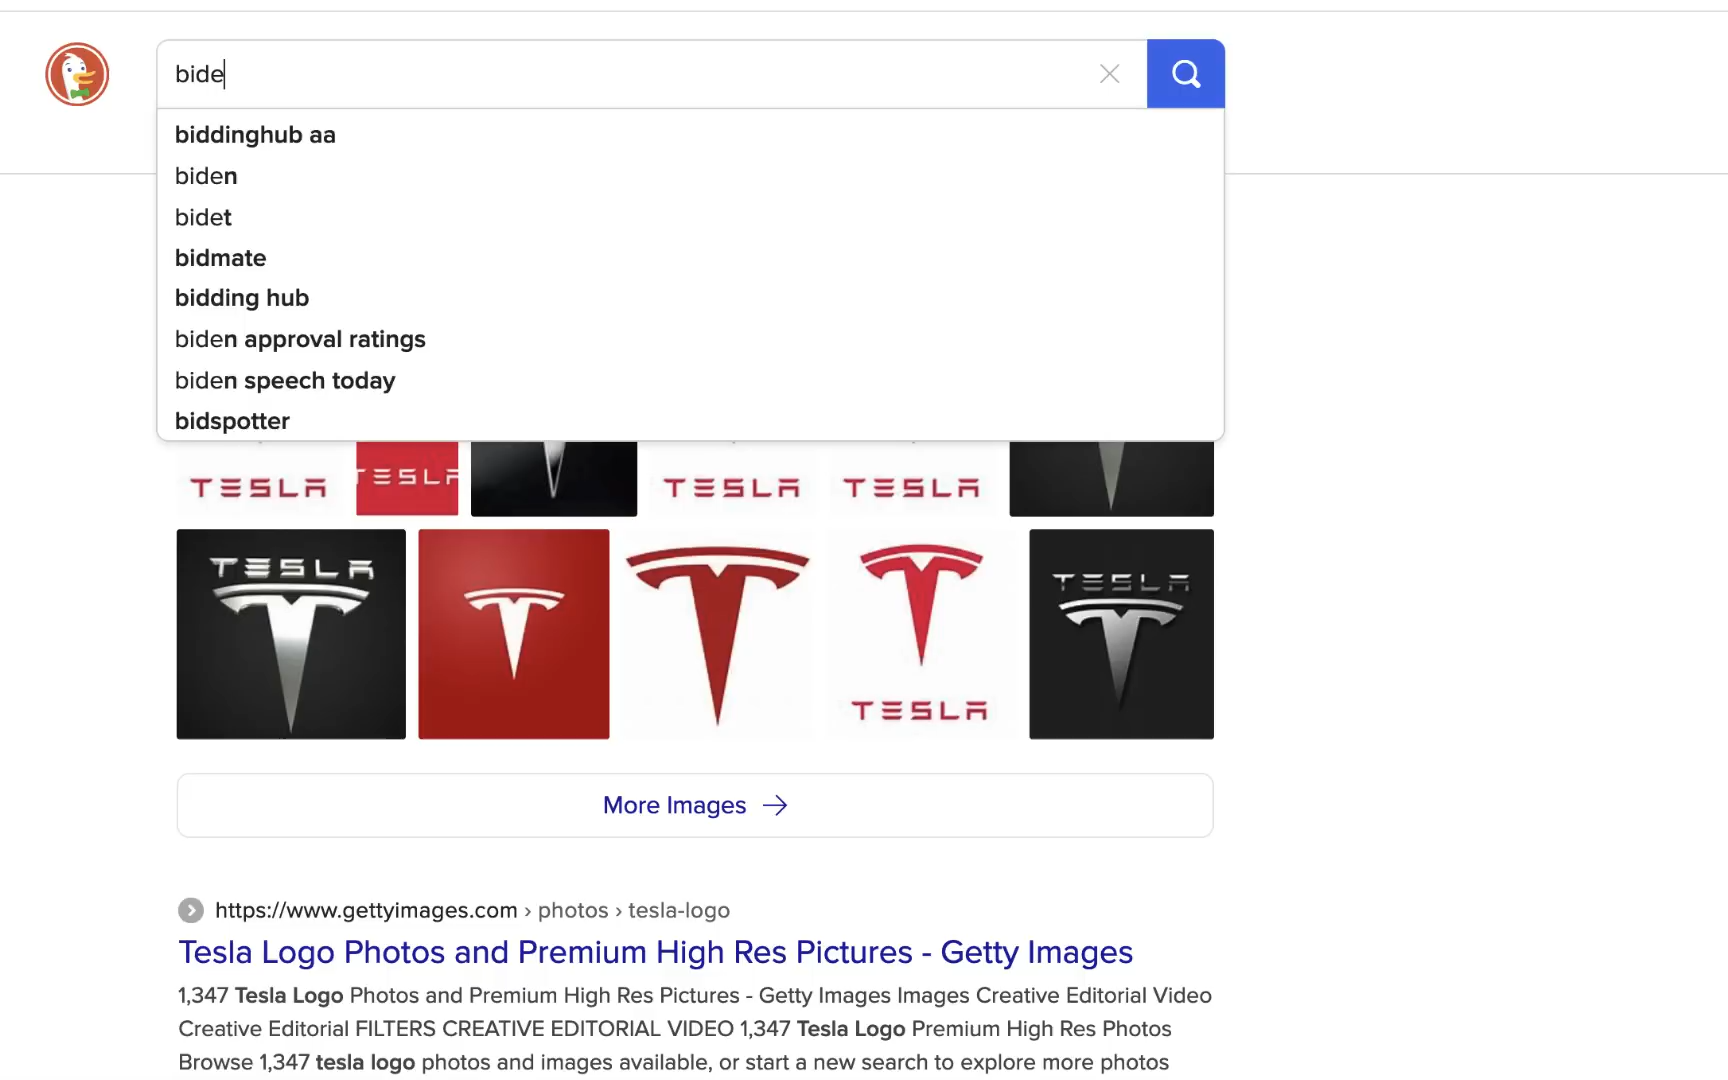 bide
biddinghub aa
biden
bidet
bidmate
bidding hub
biden approval ratings
biden speech today
bidspotter
TESLA
TESLA
TESLA
TESLA
TESLA
TESLA
TESLA
More Images
https://www.gettyimages.com › photos › tesla-logo
Tesla Logo Photos and Premium High Res Pictures - Getty Images
1,347 Tesla Logo Photos and Premium High Res Pictures - Getty Images Images Creative Editorial Video
Creative Editorial FILTERS CREATIVE EDITORIAL VIDEO 1,347 Tesla Logo Premium High Res Photos
Browse 1,347 tesla logo photos and images available, or start a new search to explore more photos